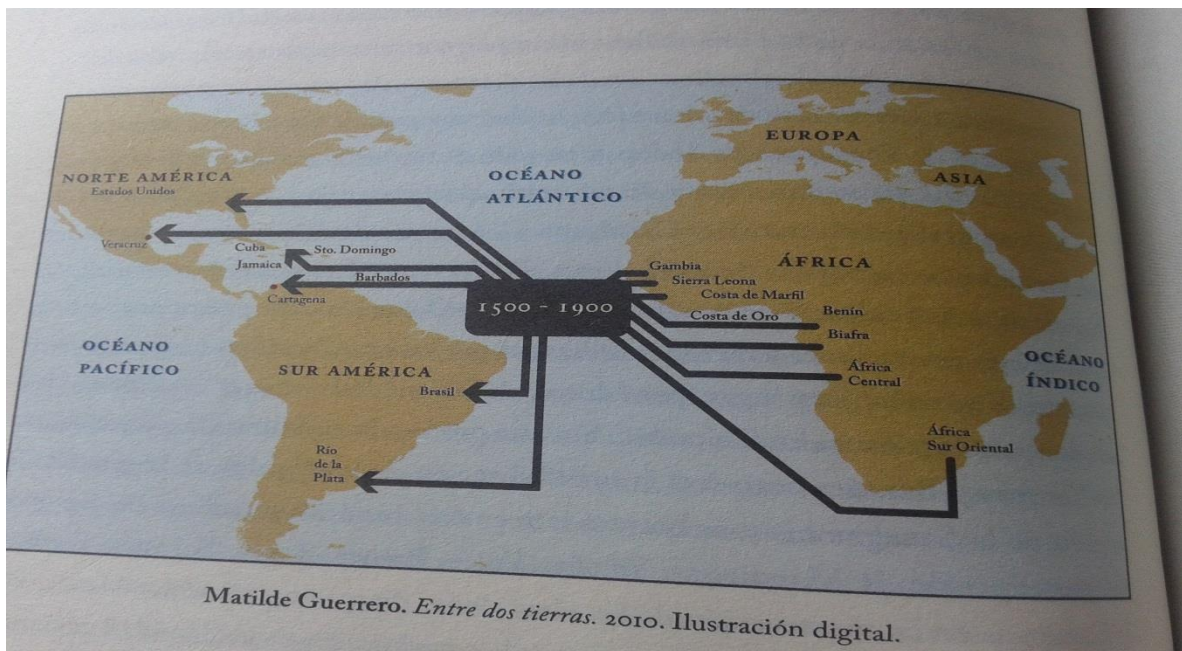 EUROPA
ASIA
NORTE AMÉRICA
Estados Unidos
OCÉANO
ATLÁNTICO
Veracruz
Cuba
Sto. Domingo
Jamaica
Barbados
Cartagena
Gambia
ÁFRICA
Sierra Leona
Costa de Marfil
1500 - 1900
Costa de Oro
Benín
Biafra
OCÉANO
PACÍFICO
SUR AMÉRICA
Brasil
África
Central
OCÉANO
ÍNDICO
Río
de la
Plata
África
Sur Oriental
Matilde Guerrero. Entre dos tierras. 2010. Ilustración digital.